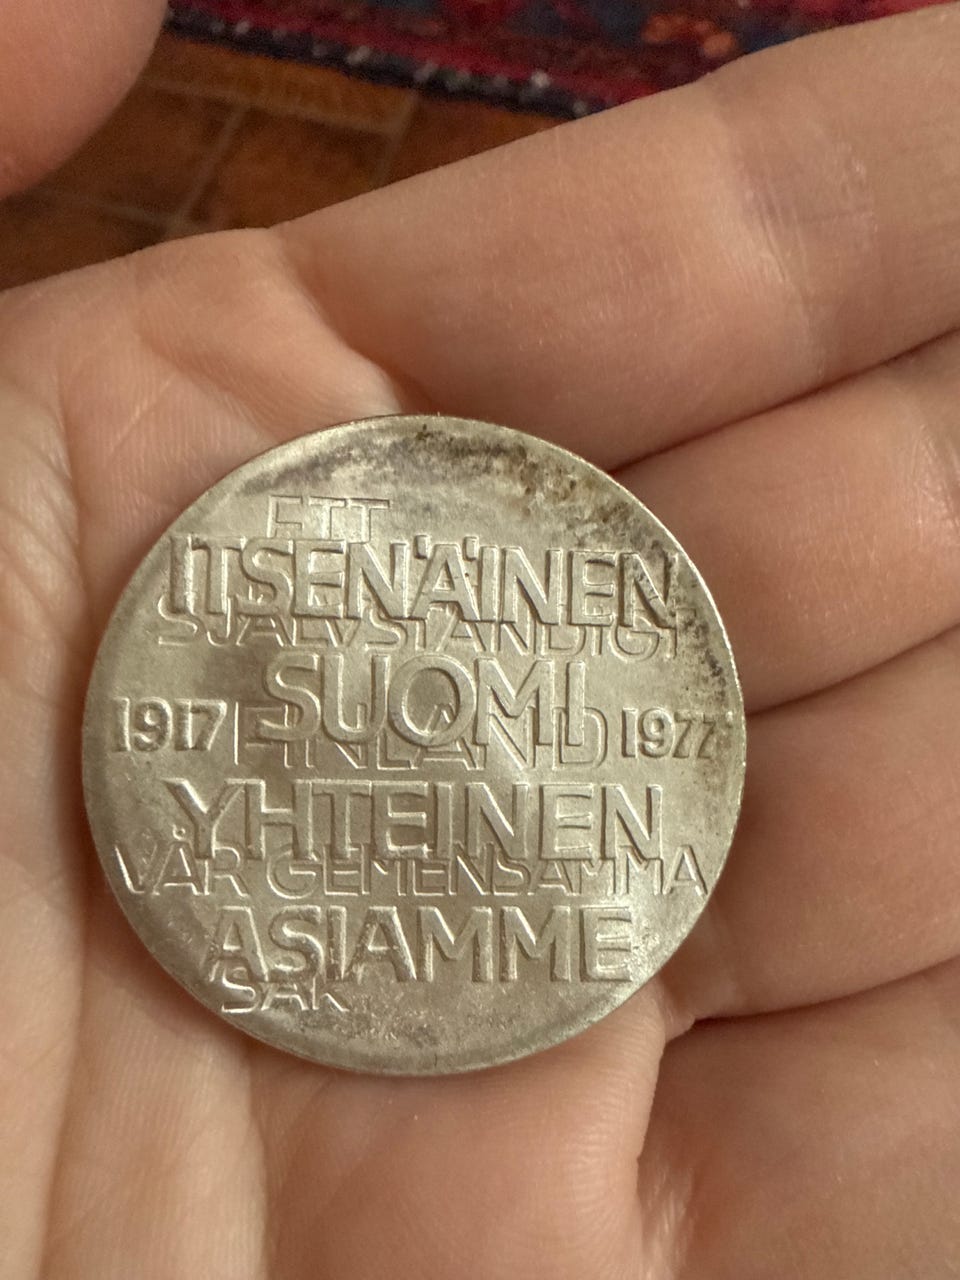 ETT
ITSENÄINEN
SJÄLVSTÄNDIGT
SUOMI
1917 FINLAND 1977
YHTEINEN
VÅR GEMENSAMMA
ASIAMME
SAK